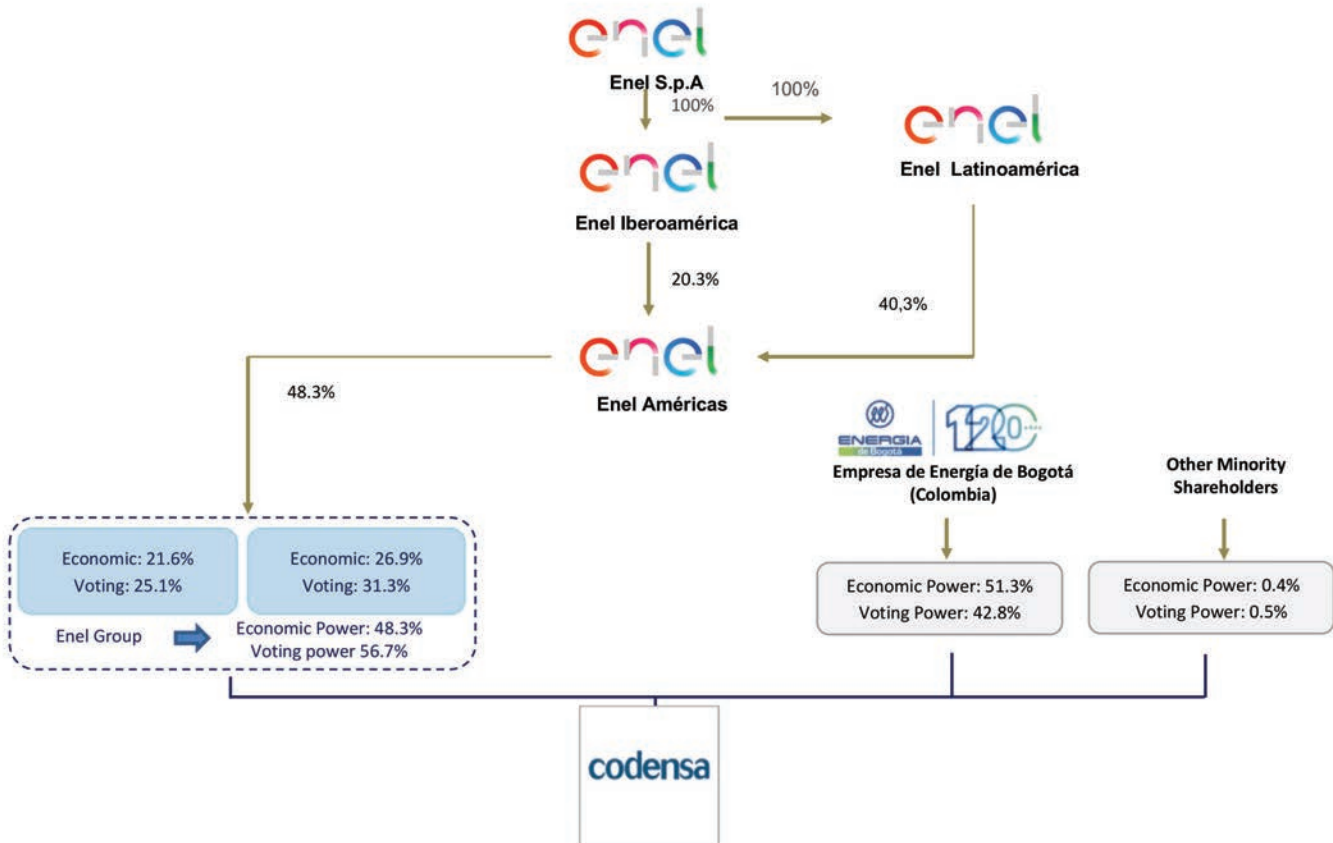 enel
Enel S.p.A
100%
100%
enel
Enel Latinoamérica
enel
Enel Iberoamérica
20.3%
40,3%
enel
Enel Américas
48.3%
ENERGIA
de Bogotá
120
Empresa de Energía de Bogotá
(Colombia)
Other Minority
Shareholders
Economic: 21.6%
Voting: 25.1%
Economic: 26.9%
Voting: 31.3%
Enel Group
Economic Power: 48.3%
Voting power 56.7%
Economic Power: 51.3%
Voting Power: 42.8%
Economic Power: 0.4%
Voting Power: 0.5%
codensa